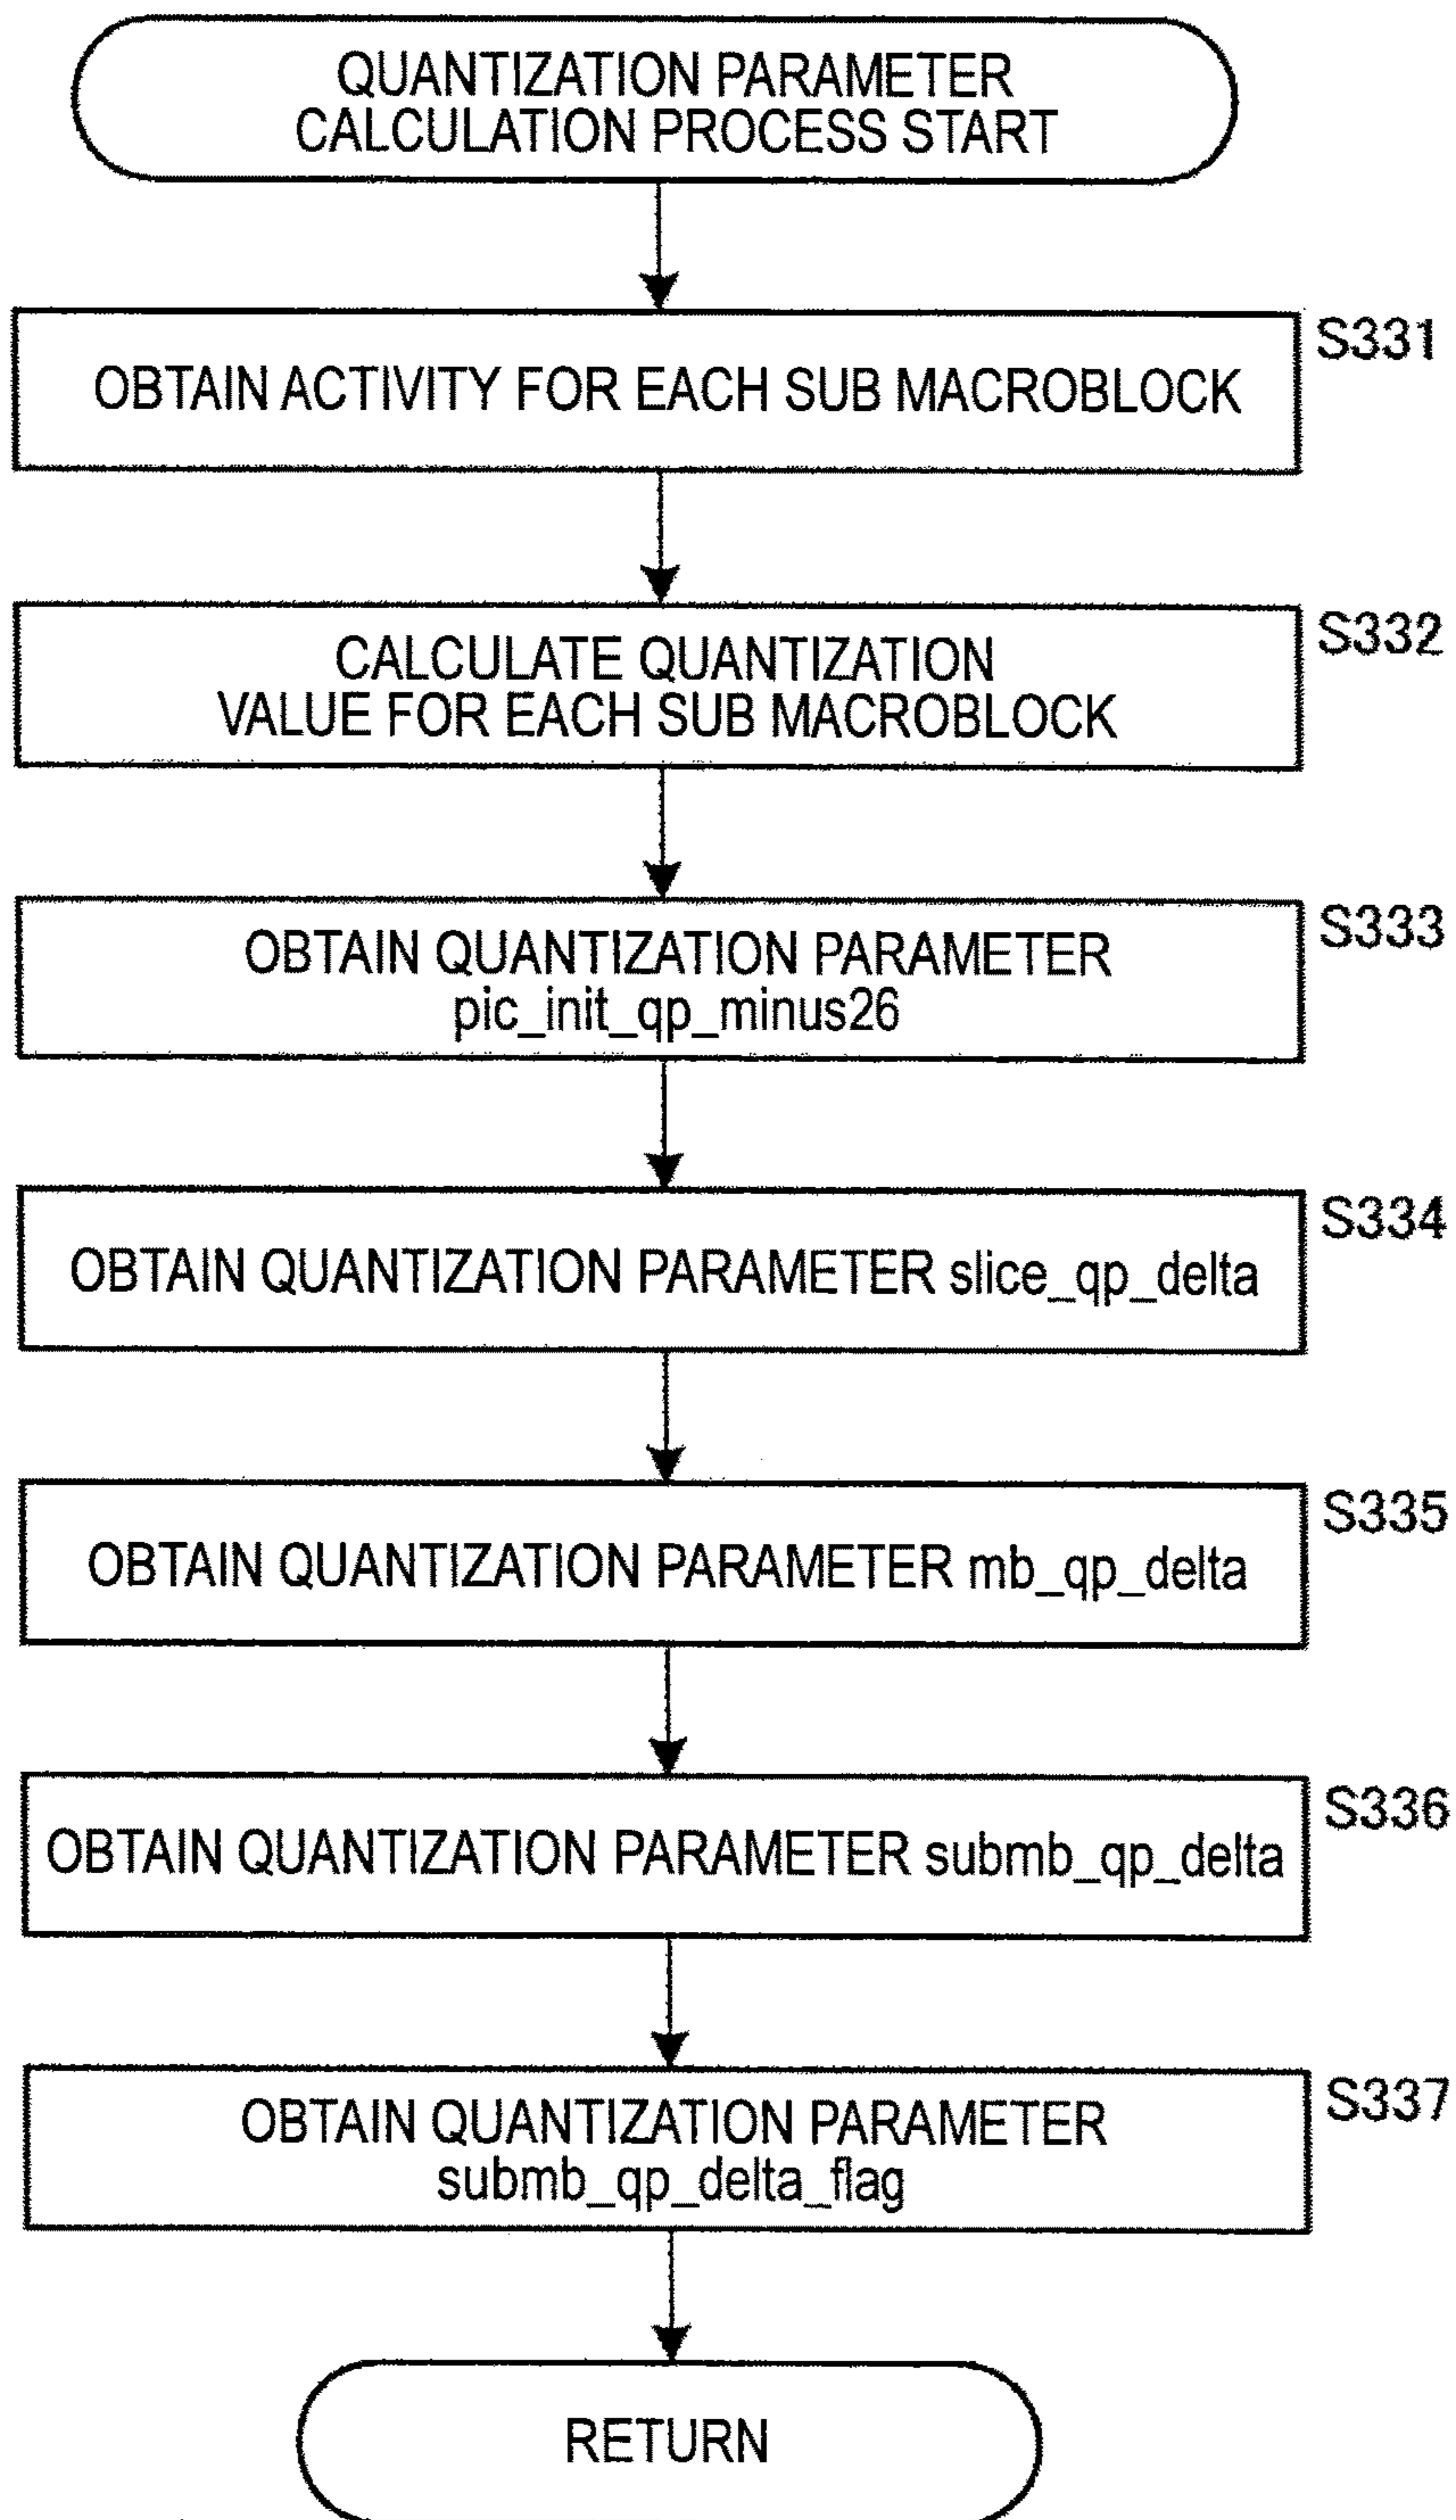 QUANTIZATION PARAMETER
CALCULATION PROCESS START
S331
OBTAIN ACTIVITY FOR EACH SUB MACROBLOCK
S332
CALCULATE QUANTIZATION
VALUE FOR EACH SUB MACROBLOCK
S333
OBTAIN QUANTIZATION PARAMETER
pic_init_qp_minus26
S334
OBTAIN QUANTIZATION PARAMETER slice_qp_delta
S335
OBTAIN QUANTIZATION PARAMETER mb_qp_delta
S336
OBTAIN QUANTIZATION PARAMETER submb_qp_delta
S337
OBTAIN QUANTIZATION PARAMETER
submb_qp_delta_flag
RETURN